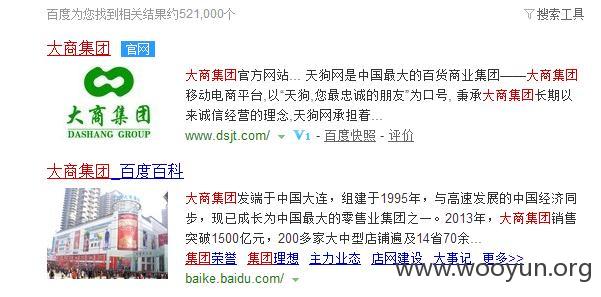 百度为您找到相关结果约521,000个
搜索工具
大商集团 官网
大商集团
DASHANG GROUP
大商集团官方网站... 天狗网是中国最大的百货商业集团——大商集团
移动电商平台,以“天狗,您最忠诚的朋友”为口号, 秉承大商集团长期以
来诚信经营的理念,天狗网承担着...
www.dsjt.com/ V1 - 百度快照 - 评价
大商集团_百度百科
大商集团发端于中国大连，组建于1995年，与高速发展的中国经济同
步，现已成长为中国最大的零售业集团之一。2013年，大商集团销售
突破1500亿元，200多家大中型店铺遍及14省70余...
集团荣誉 集团理想 主力业态 店网建设 大事记 更多>>
baike.baidu.com/
www.wooyun.org